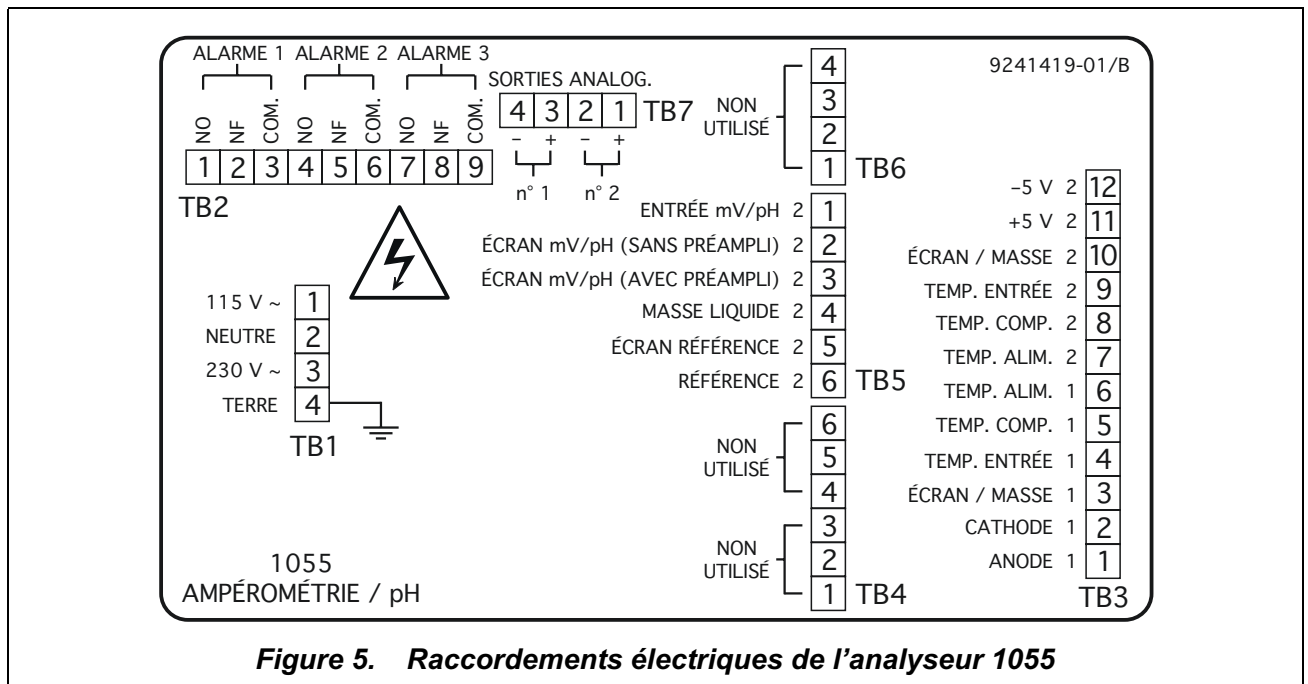 ALARME 1 ALARME 2 ALARME 3
NO NF COM. NO NF COM. NO NF COM.
1 2 3 4 5 6 7 8 9
TB2
SORTIES ANALOG.
4 3 2 1 TB7
– + – +
n° 1 n° 2
NON
UTILISÉ
4
3
2
1 TB6
9241419-01/B
115 V ~ 1
NEUTRE 2
230 V ~ 3
TERRE 4
TB1
ENTRÉE mV/pH 2 1
ÉCRAN mV/pH (SANS PRÉAMPLI) 2 2
ÉCRAN mV/pH (AVEC PRÉAMPLI) 2 3
MASSE LIQUIDE 2 4
ÉCRAN RÉFÉRENCE 2 5
RÉFÉRENCE 2 6 TB5
NON
UTILISÉ
6
5
4
NON
UTILISÉ
3
2
1 TB4
–5 V 2 12
+5 V 2 11
ÉCRAN / MASSE 2 10
TEMP. ENTRÉE 2 9
TEMP. COMP. 2 8
TEMP. ALIM. 2 7
TEMP. ALIM. 1 6
TEMP. COMP. 1 5
TEMP. ENTRÉE 1 4
ÉCRAN / MASSE 1 3
CATHODE 1 2
ANODE 1 1
TB3
1055
AMPÉROMÉTRIE / pH
Figure 5. Raccordements électriques de l'analyseur 1055